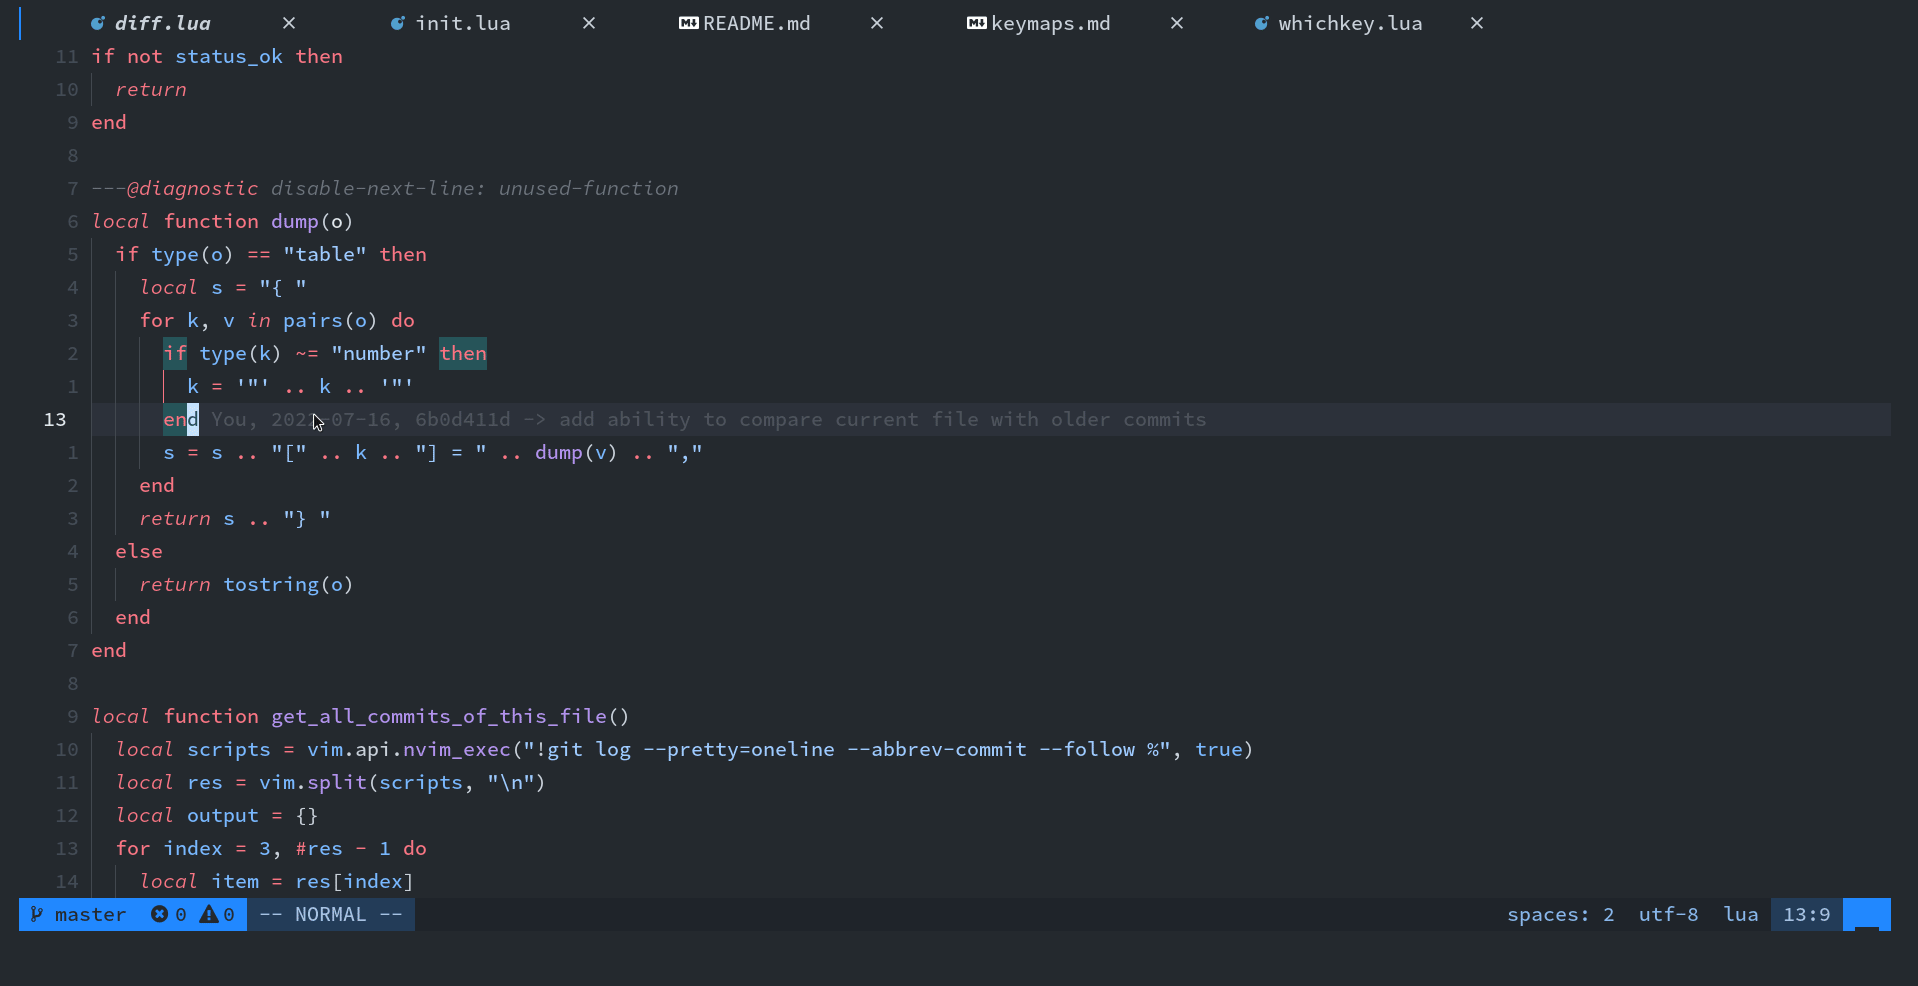 diff.lua × init.lua × README.md × keymaps.md × whichkey.lua ×
11 if not status_ok then
10   return
9 end
8
7 ---@diagnostic disable-next-line: unused-function
6 local function dump(o)
5   if type(o) == "table" then
4     local s = "{ "
3     for k, v in pairs(o) do
2       if type(k) ~= "number" then
1         k = '"' .. k .. '"'
13       end You, 07-16, 6b0d411d -> add ability to compare current file with older commits
1       s = s .. "[" .. k .. "] = " .. dump(v) .. ","
2     end
3     return s .. "} "
4   else
5     return tostring(o)
6   end
7 end
8
9 local function get_all_commits_of_this_file()
10   local scripts = vim.api.nvim_exec("!git log --pretty=oneline --abbrev-commit --follow %", true)
11   local res = vim.split(scripts, "\n")
12   local output = {}
13   for index = 3, #res - 1 do
14     local item = res[index]
master 0 0 -- NORMAL -- spaces: 2 utf-8 lua 13:9